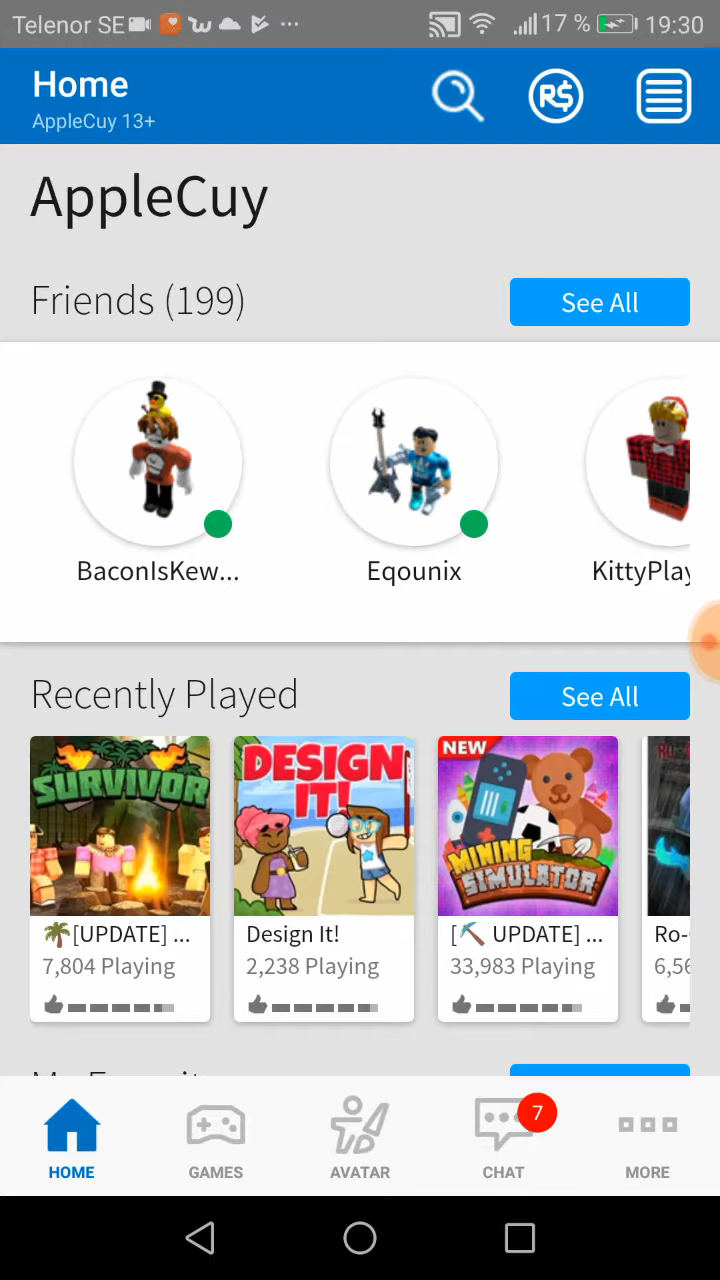 Telenor SE ... 17 % 19:30
Home
AppleCuy 13+
R$
AppleCuy
Friends (199)
See All
BaconIsKew...
Eqounix
KittyPlay
Recently Played
See All
SURVIVOR
DESIGN IT!
NEW
MINING SIMULATOR
🌴[UPDATE] ...
7,804 Playing
Design It!
2,238 Playing
[⛏️ UPDATE] ...
33,983 Playing
Ro-
6,56
HOME
GAMES
AVATAR
7
CHAT
MORE